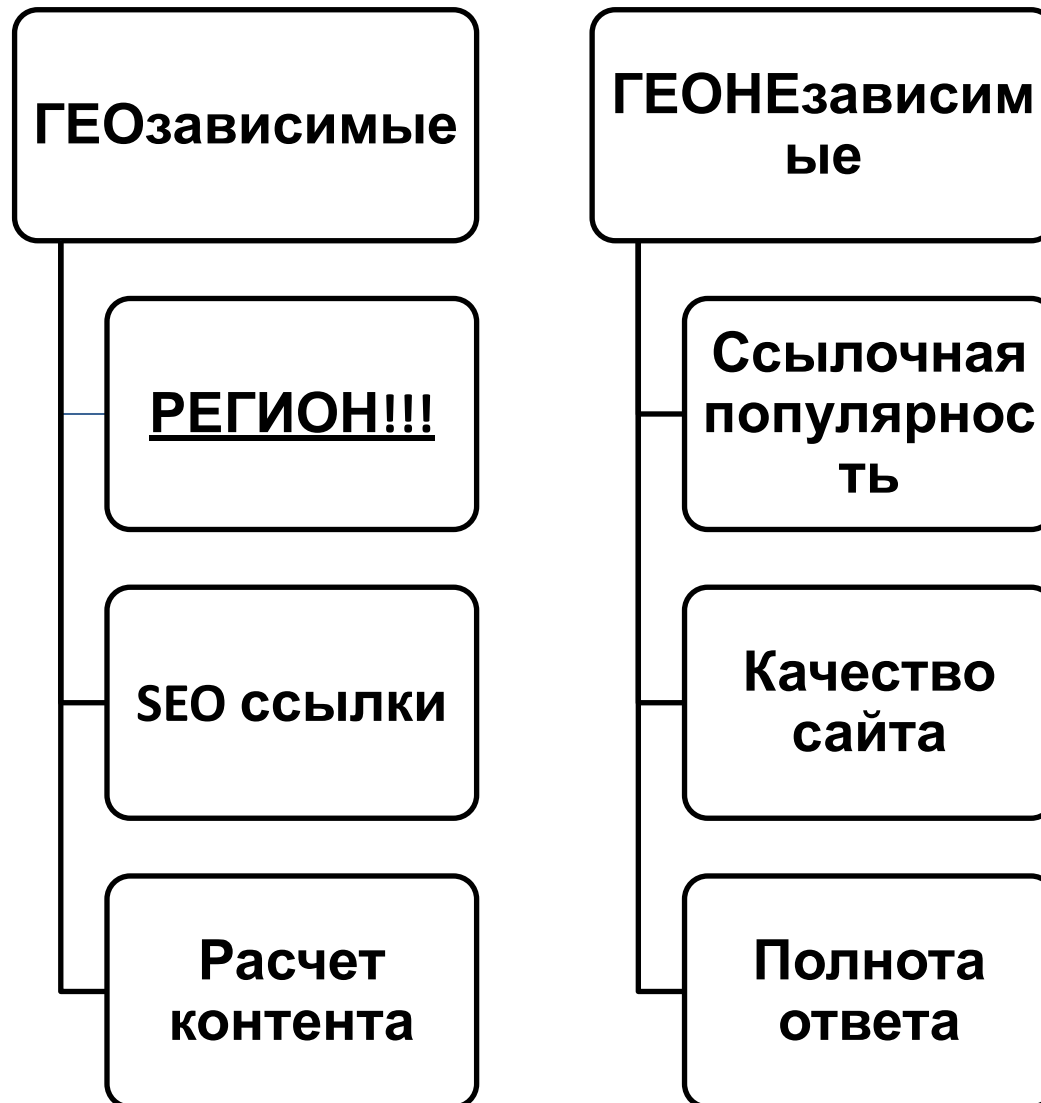 ГЕОзависимые
РЕГИОН!!!
SEO ссылки
Расчет
контента
ГЕОНЕзависим
ые
Ссылочная
популярнос
ть
Качество
сайта
Полнота
ответа